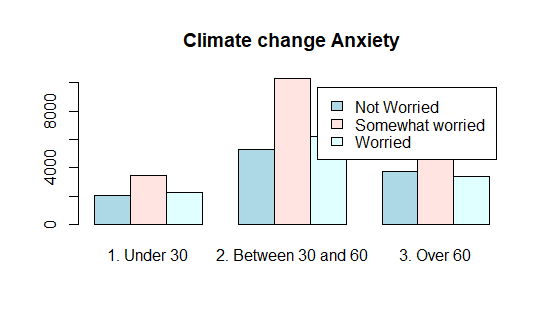 Climate change Anxiety
8000
4000
0
Not Worried
Somewhat worried
Worried
1. Under 30
2. Between 30 and 60
3. Over 60